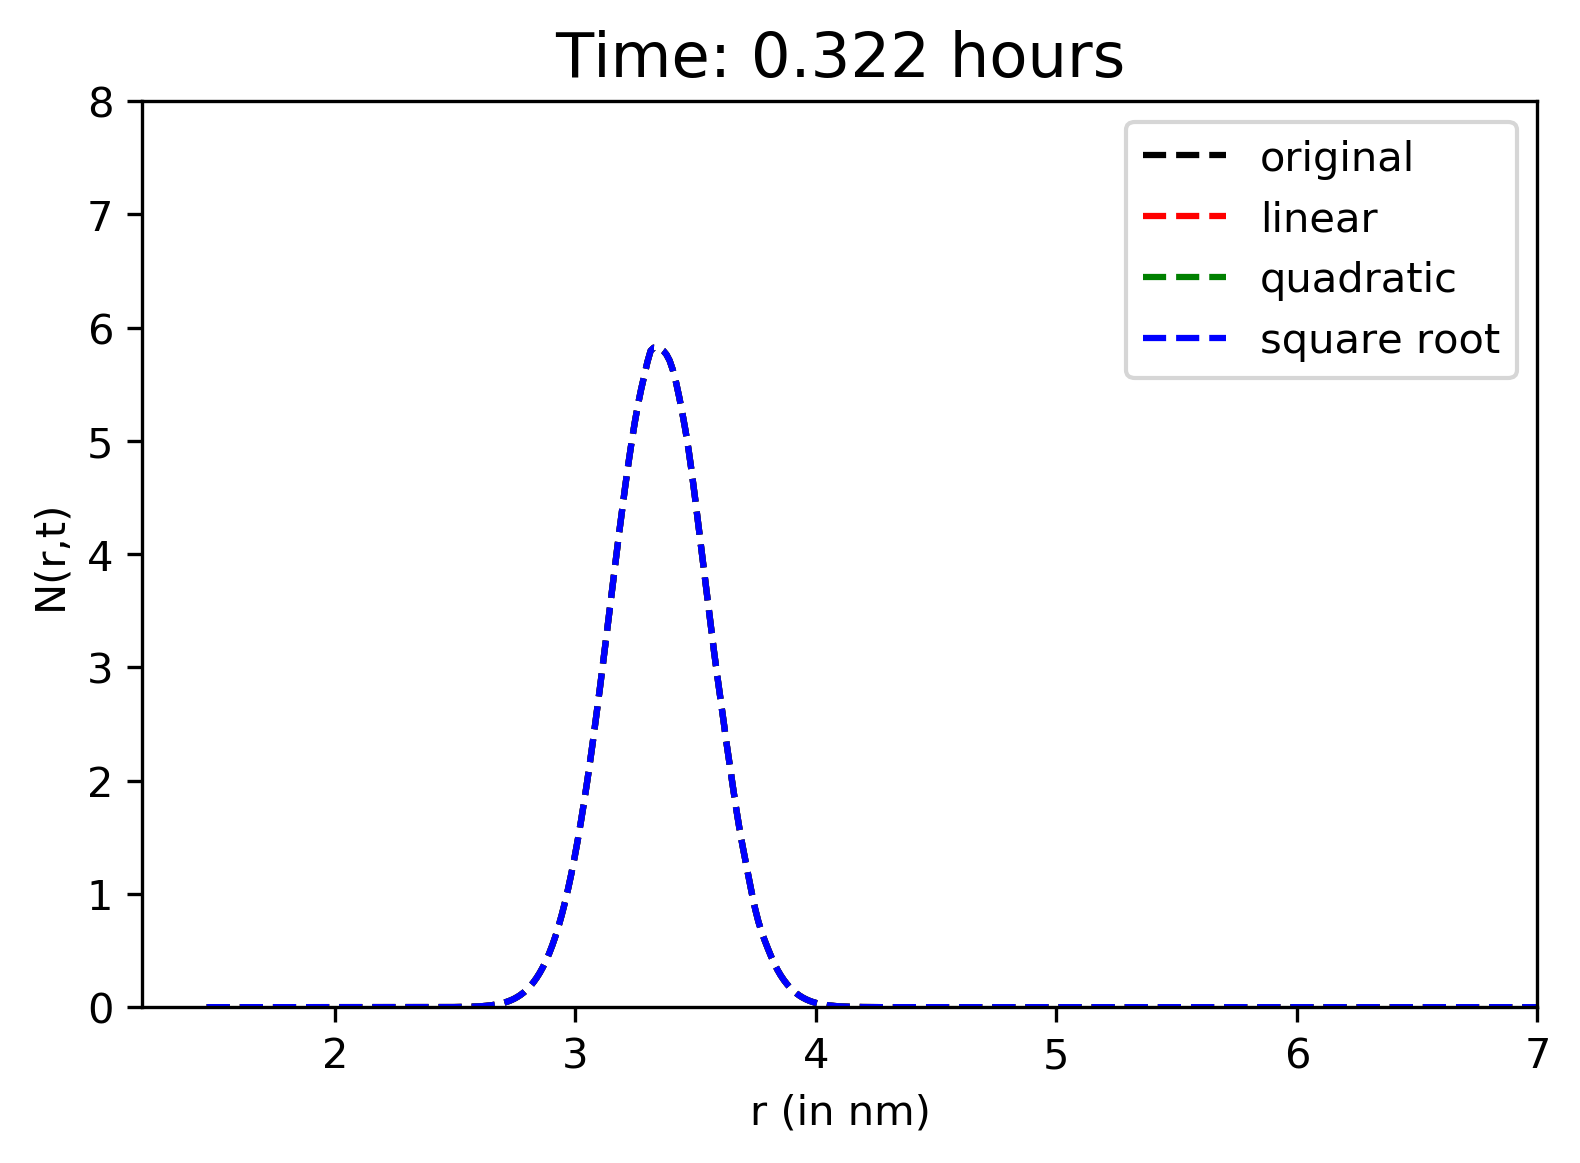 Time: 0.322 hours
8
7
6
5
4
3
2
1
0
N(r,t)
original
linear
quadratic
square root
2 3 4 5 6 7
r (in nm)